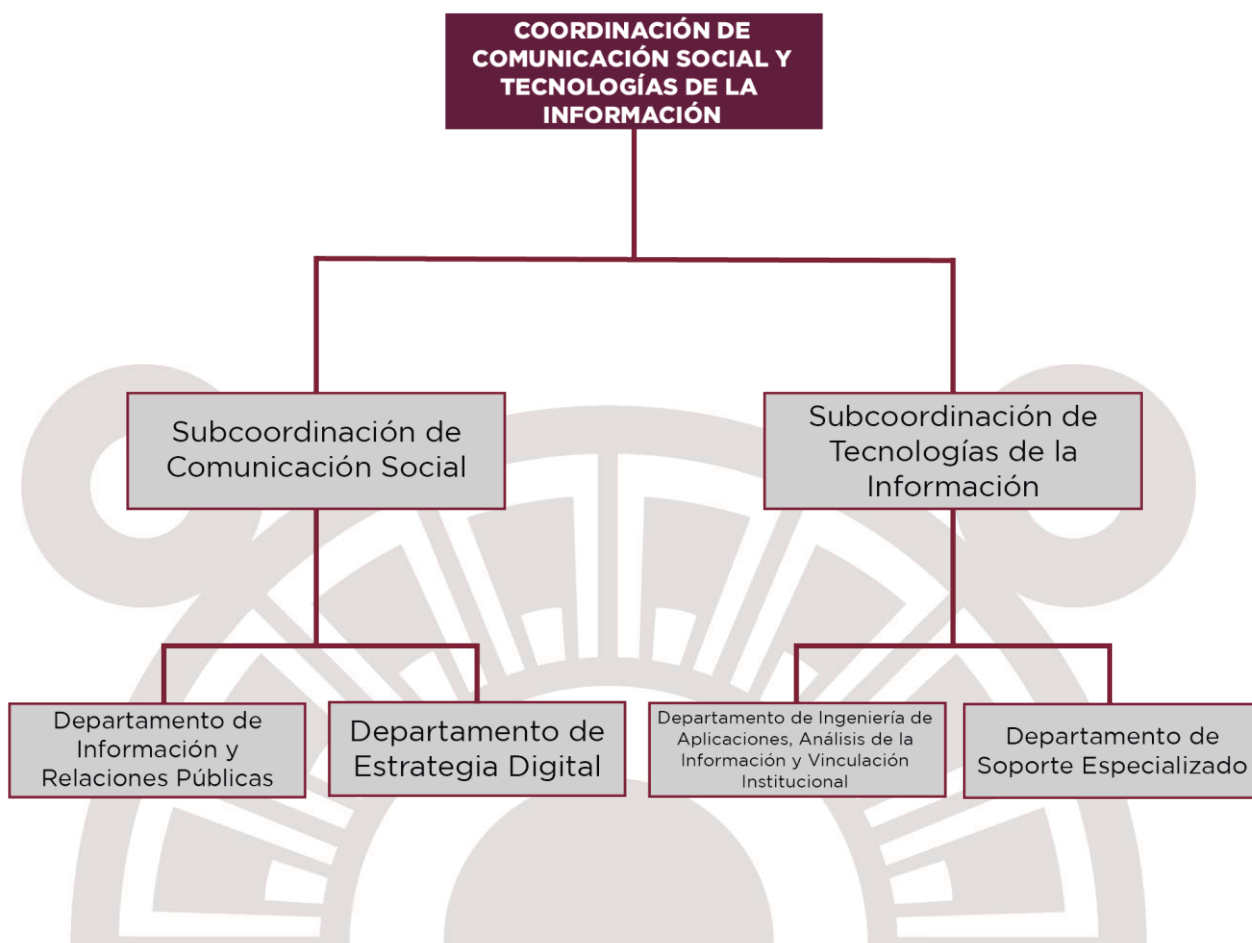 COORDINACIÓN DE
COMUNICACIÓN SOCIAL Y
TECNOLOGÍAS DE LA
INFORMACIÓN
Subcoordinación de
Comunicación Social
Subcoordinación de
Tecnologías de la
Información
Departamento de
Información y
Relaciones Públicas
Departamento de
Estrategia Digital
Departamento de Ingeniería de
Aplicaciones, Análisis de la
Información y Vinculación
Institucional
Departamento de
Soporte Especializado